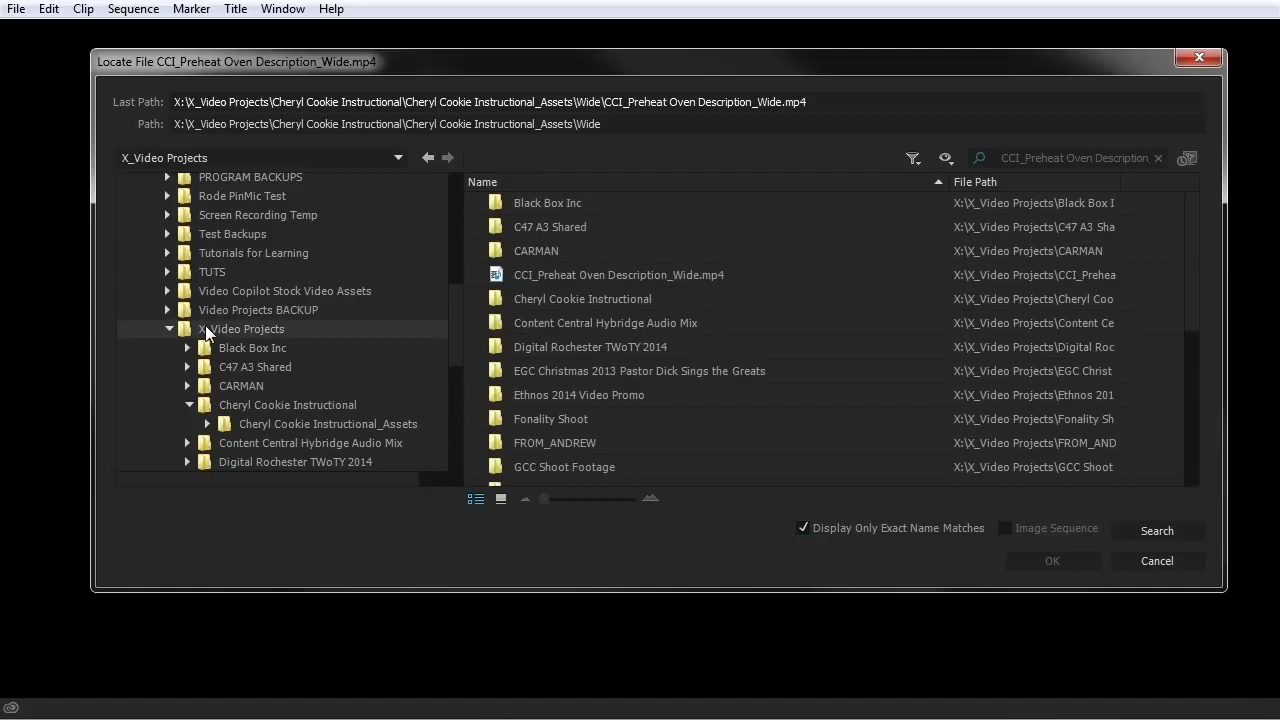 File Edit Clip Sequence Marker Title Window Help
Locate File CCI_Preheat Oven Description_Wide.mp4
Last Path: X:\X_Video Projects\Cheryl Cookie Instructional\Cheryl Cookie Instructional_Assets\Wide\CCI_Preheat Oven Description_Wide.mp4
Path: X:\X_Video Projects\Cheryl Cookie Instructional\Cheryl Cookie Instructional_Assets\Wide
X_Video Projects
CCI_Preheat Oven Description_
PROGRAM BACKUPS
Rode PinMic Test
Screen Recording Temp
Test Backups
Tutorials for Learning
TUTS
Video Copilot Stock Video Assets
Video Projects BACKUP
X_Video Projects
Black Box Inc
C47 A3 Shared
CARMAN
Cheryl Cookie Instructional
Cheryl Cookie Instructional_Assets
Content Central Hybridge Audio Mix
Digital Rochester TWoTY 2014
Name File Path
Black Box Inc X:\X_Video Projects\Black Box I
C47 A3 Shared X:\X_Video Projects\C47 A3 Sha
CARMAN X:\X_Video Projects\CARMAN
CCI_Preheat Oven Description_Wide.mp4 X:\X_Video Projects\CCI_Prehea
Cheryl Cookie Instructional X:\X_Video Projects\Cheryl Coo
Content Central Hybridge Audio Mix X:\X_Video Projects\Content Ce
Digital Rochester TWoTY 2014 X:\X_Video Projects\Digital Roc
EGC Christmas 2013 Pastor Dick Sings the Greats X:\X_Video Projects\EGC Christ
Ethnos 2014 Video Promo X:\X_Video Projects\Ethnos 201
Fonality Shoot X:\X_Video Projects\Fonality Sh
FROM_ANDREW X:\X_Video Projects\FROM_AND
GCC Shoot Footage X:\X_Video Projects\GCC Shoot
Display Only Exact Name Matches Image Sequence Search
OK Cancel